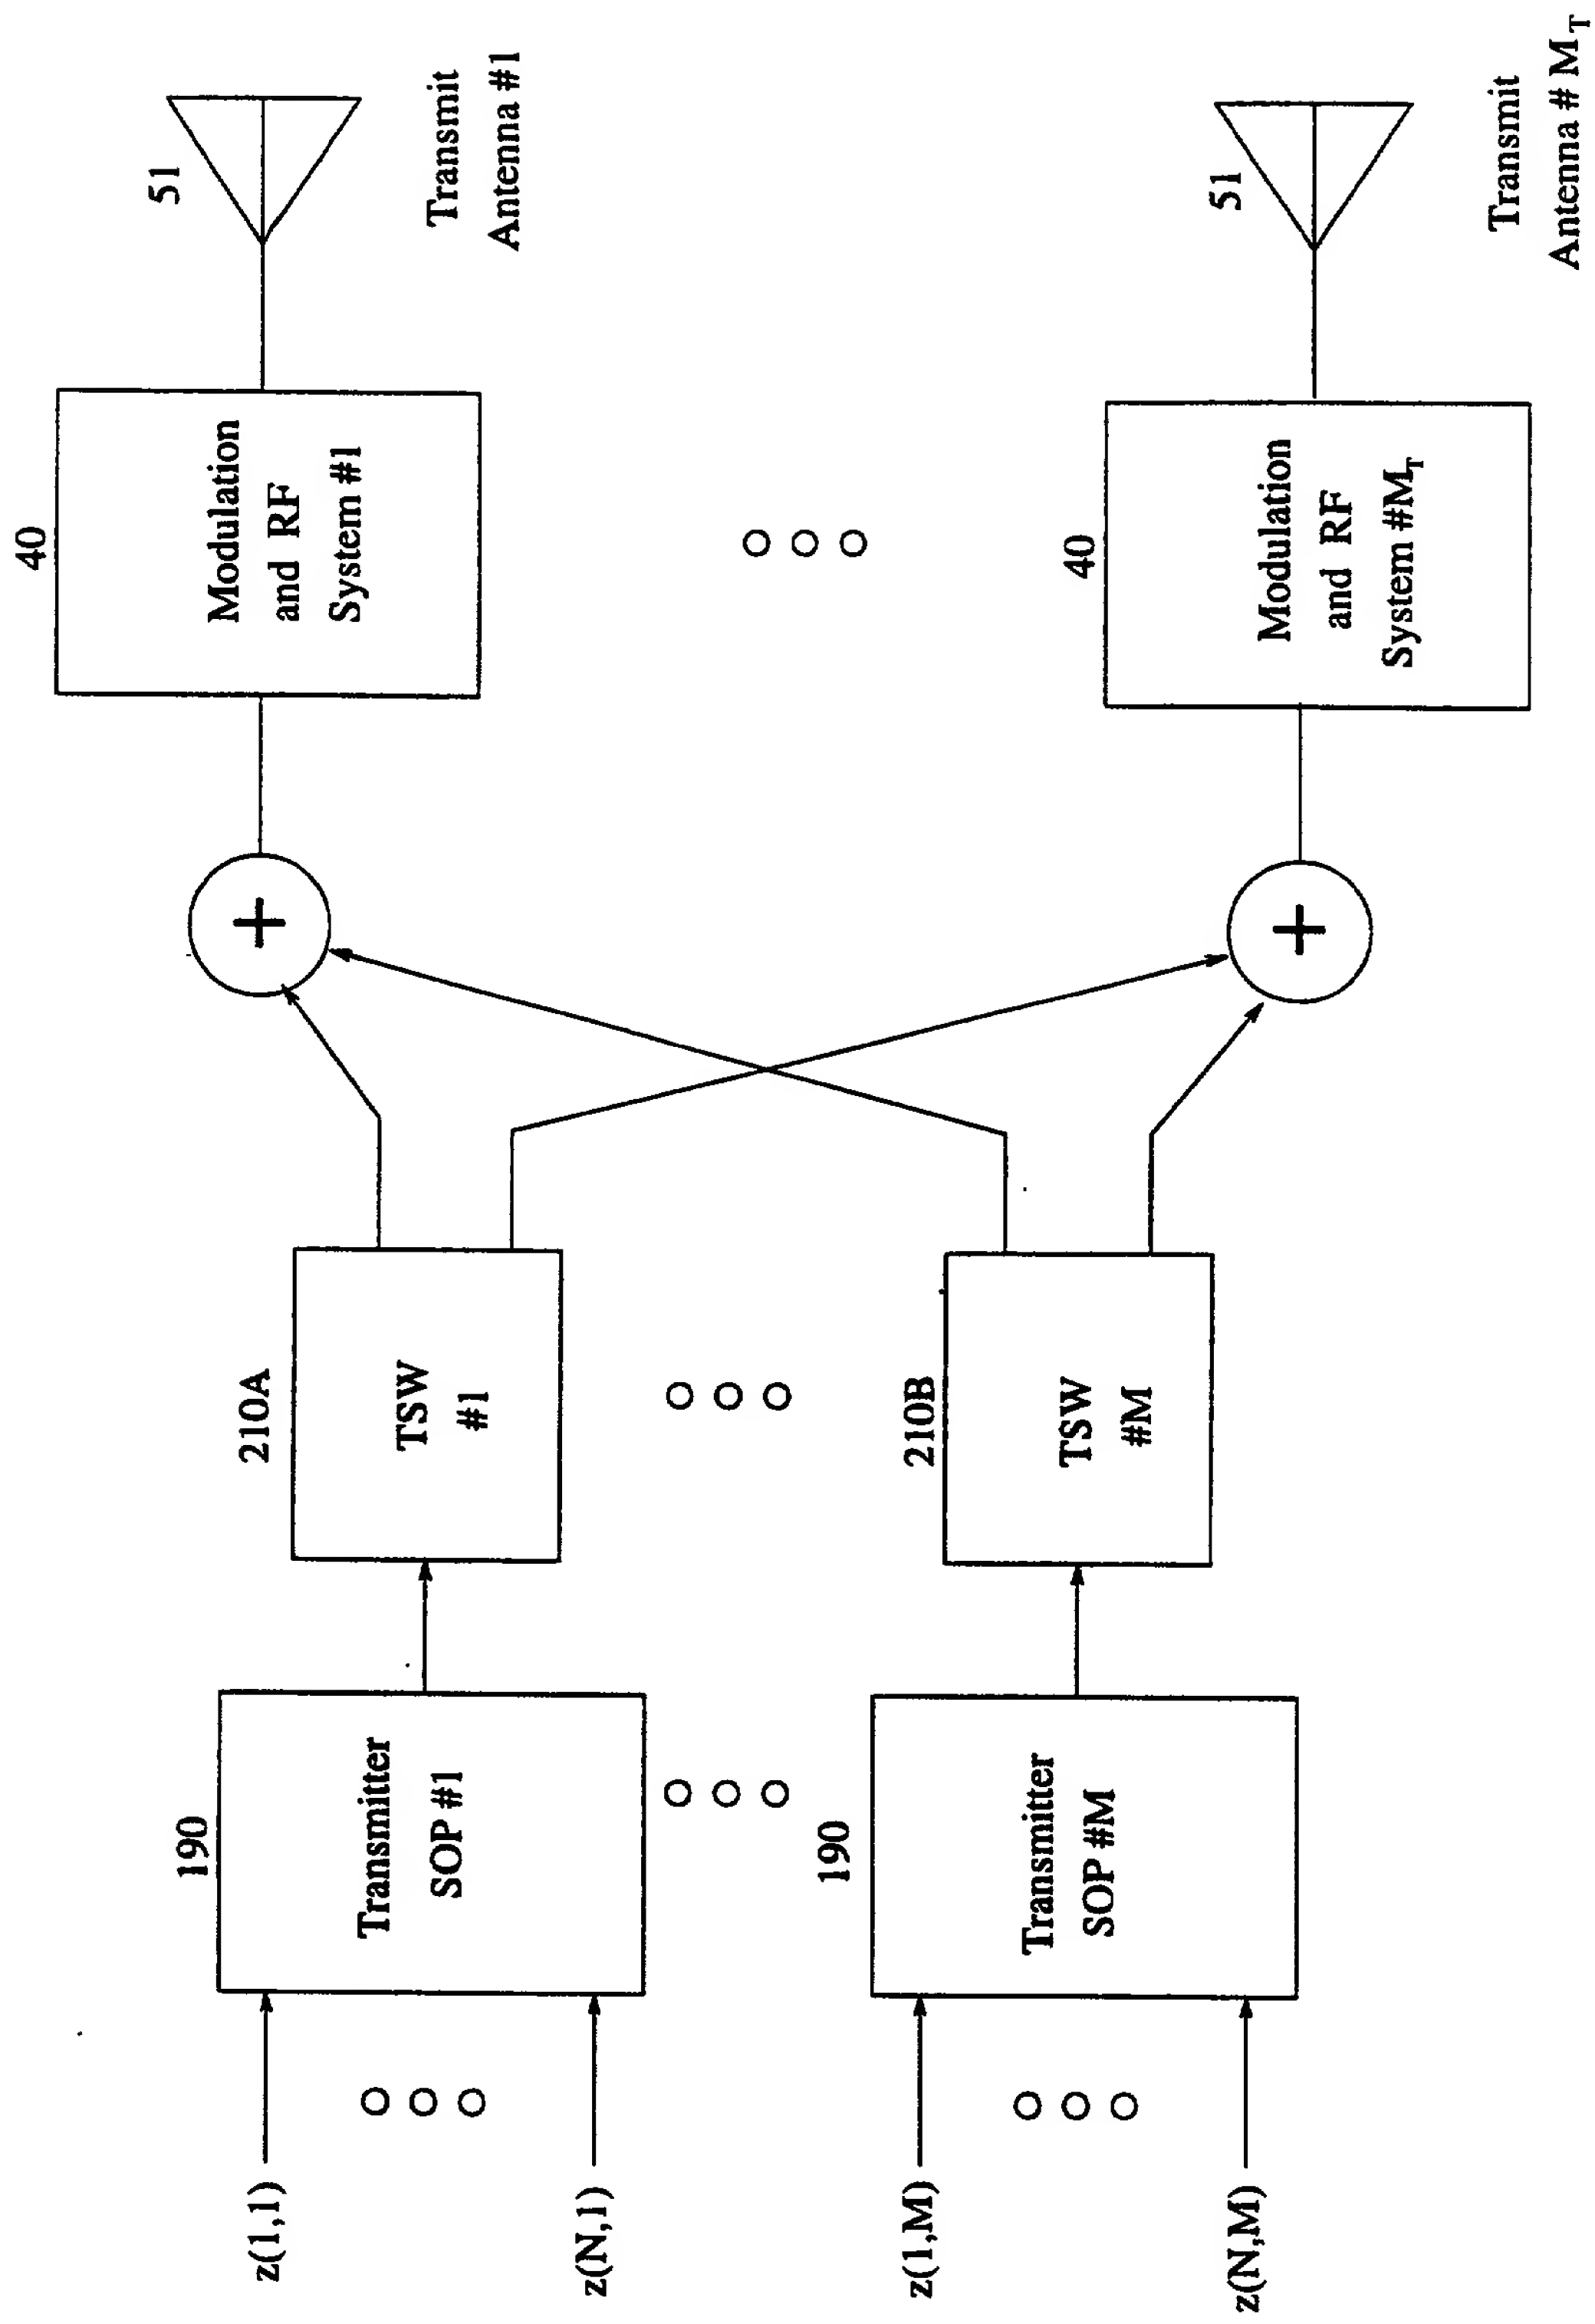 z(1,1)
z(N,1)
190
Transmitter
SOP #1
210A
TSW
#1
+
40
Modulation
and RF
System #1
51
Transmit
Antenna #1
z(1,M)
z(N,M)
190
Transmitter
SOP #M
210B
TSW
#M
+
40
Modulation
and RF
System #M_T
51
Transmit
Antenna # M_T